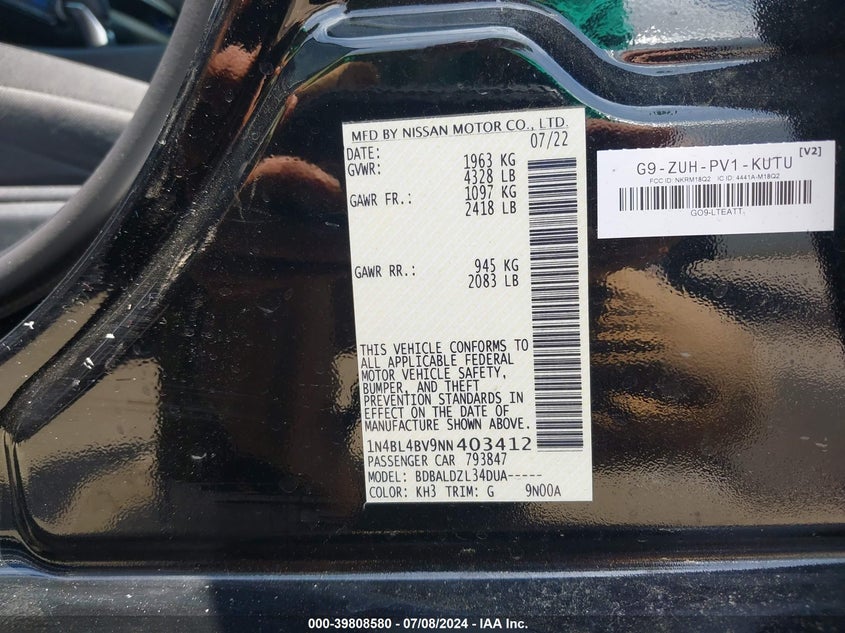 MFD BY NISSAN MOTOR CO., LTD.
DATE: 07/22
GVWR: 1963 KG
4328 LB
GAWR FR.: 1097 KG
2418 LB
GAWR RR.: 945 KG
2083 LB
THIS VEHICLE CONFORMS TO
ALL APPLICABLE FEDERAL
MOTOR VEHICLE SAFETY,
BUMPER, AND THEFT
PREVENTION STANDARDS IN
EFFECT ON THE DATE OF
MANUFACTURE SHOWN ABOVE.
1N4BL4BV9NN403412
PASSENGER CAR 793847
MODEL: BDBALDZL34DUA-----
COLOR: KH3 TRIM: G 9N00A
[V2]
G9-ZUH-PV1-KUTU
FCC ID: NKRM18Q2 IC ID: 4441A-M18Q2
GO9-LTEATT
000-39808580 - 07/08/2024 - IAA Inc.